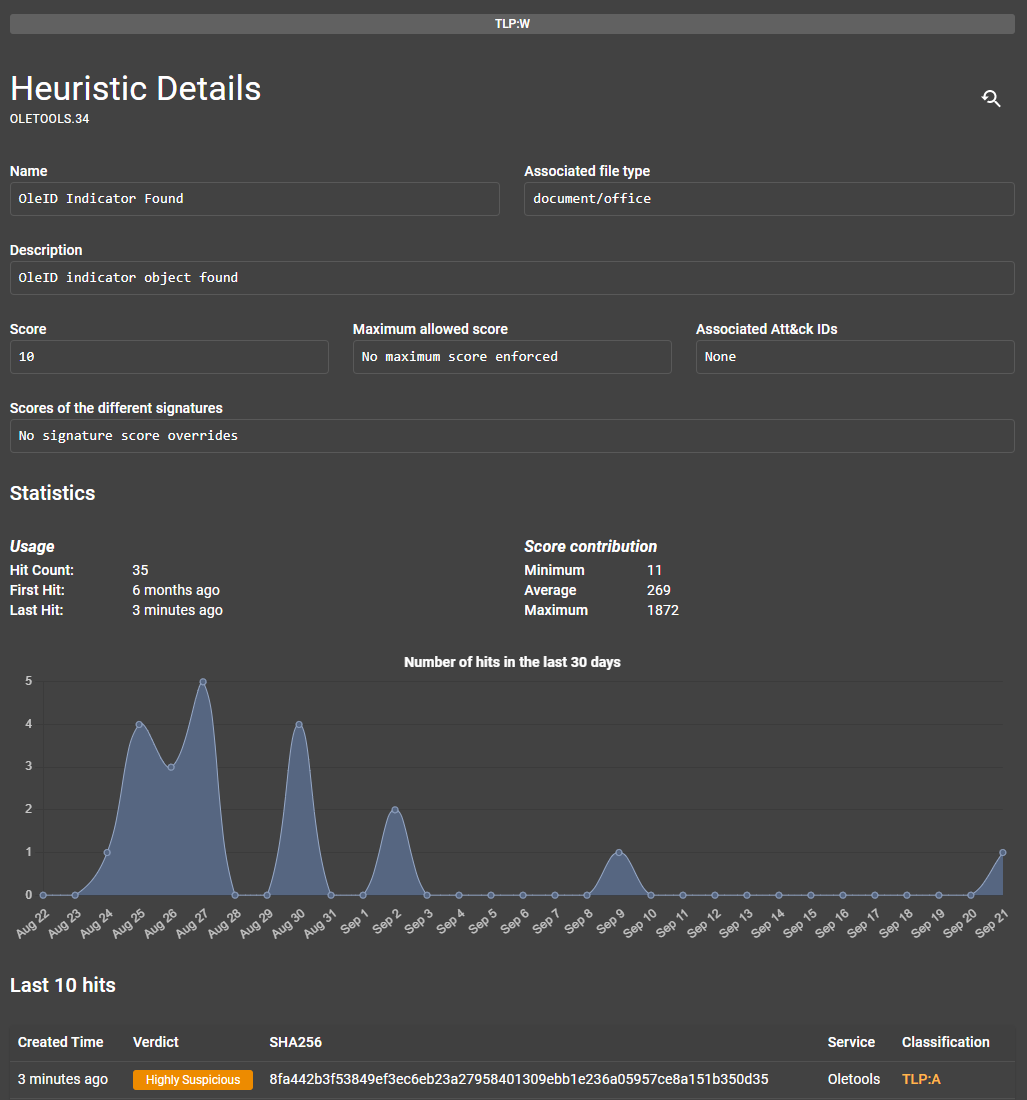 TLP:W
Heuristic Details
OLETOOLS.34
Name Associated file type
OleID Indicator Found document/office
Description
OleID indicator object found
Score Maximum allowed score Associated Att&ck IDs
10 No maximum score enforced None
Scores of the different signatures
No signature score overrides
Statistics
Usage Score contribution
Hit Count: 35 Minimum 11
First Hit: 6 months ago Average 269
Last Hit: 3 minutes ago Maximum 1872
Number of hits in the last 30 days
5
4
3
2
1
0
Aug 22 Aug 23 Aug 24 Aug 25 Aug 26 Aug 27 Aug 28 Aug 29 Aug 30 Aug 31 Sep 1 Sep 2 Sep 3 Sep 4 Sep 5 Sep 6 Sep 7 Sep 8 Sep 9 Sep 10 Sep 11 Sep 12 Sep 13 Sep 14 Sep 15 Sep 16 Sep 17 Sep 18 Sep 19 Sep 20 Sep 21
Last 10 hits
Created Time Verdict SHA256 Service Classification
3 minutes ago Highly Suspicious 8fa442b3f53849ef3ec6eb23a27958401309ebb1e236a05957ce8a151b350d35 Oletools TLP:A